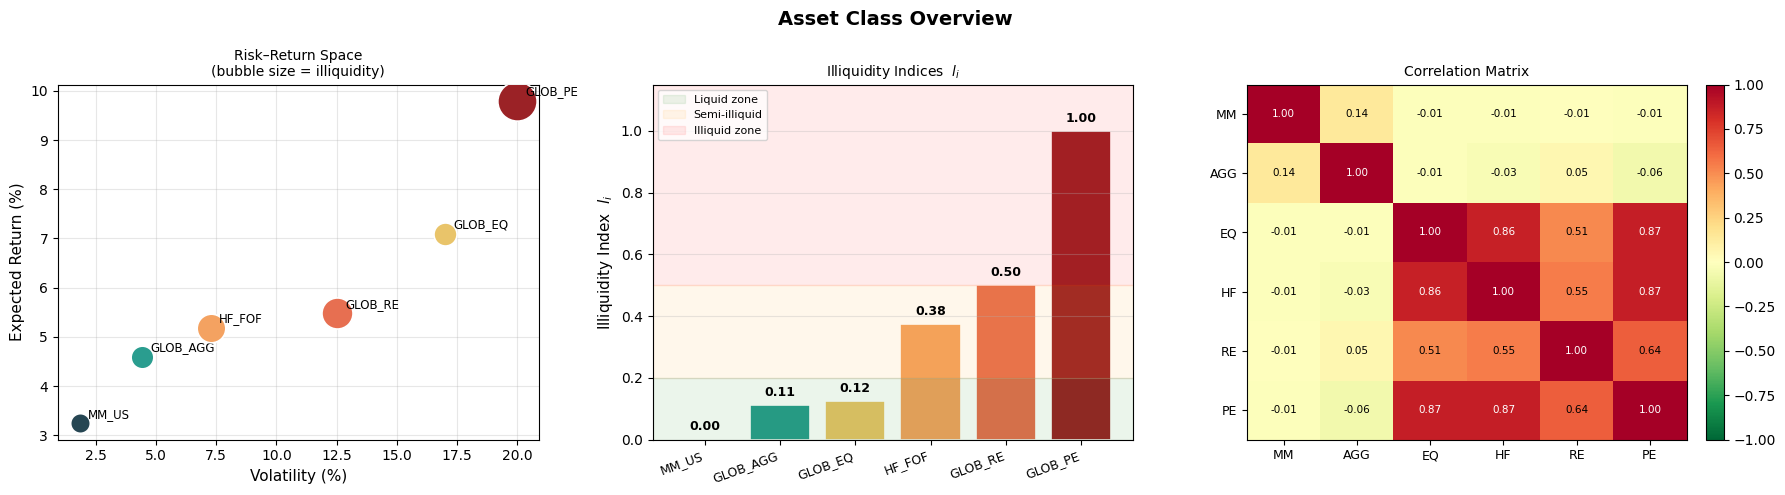 Asset Class Overview
Risk–Return Space
(bubble size = illiquidity)
Expected Return (%)
10
9
8
7
6
5
4
3
GLOB_PE
GLOB_EQ
GLOB_RE
HF_FOF
GLOB_AGG
MM_US
2.5 5.0 7.5 10.0 12.5 15.0 17.5 20.0
Volatility (%)
Illiquidity Indices lᵢ
Liquid zone
Semi-illiquid
Illiquid zone
Illiquidity Index lᵢ
1.0
0.8
0.6
0.4
0.2
0.0
0.00
0.11
0.12
0.38
0.50
1.00
MM_US GLOB_AGG GLOB_EQ HF_FOF GLOB_RE GLOB_PE
Correlation Matrix
MM 1.00 0.14 -0.01 -0.01 -0.01 -0.01
AGG 0.14 1.00 -0.01 -0.03 0.05 -0.06
EQ -0.01 -0.01 1.00 0.86 0.51 0.87
HF -0.01 -0.03 0.86 1.00 0.55 0.87
RE -0.01 0.05 0.51 0.55 1.00 0.64
PE -0.01 -0.06 0.87 0.87 0.64 1.00
MM AGG EQ HF RE PE
1.00
0.75
0.50
0.25
0.00
−0.25
−0.50
−0.75
−1.00